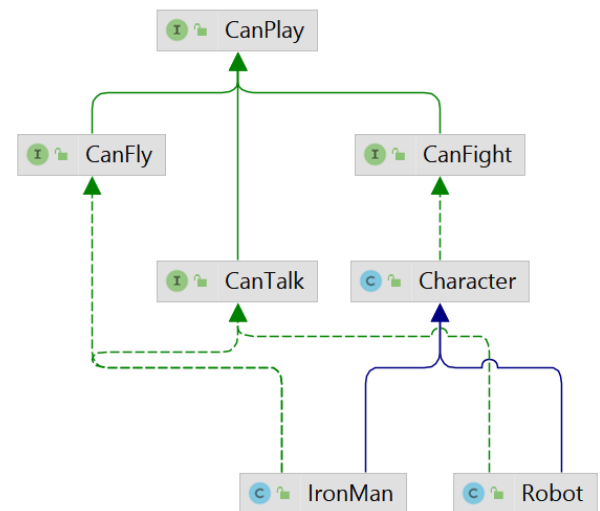 I CanPlay
I CanFly
I CanFight
I CanTalk
C Character
C IronMan
C Robot